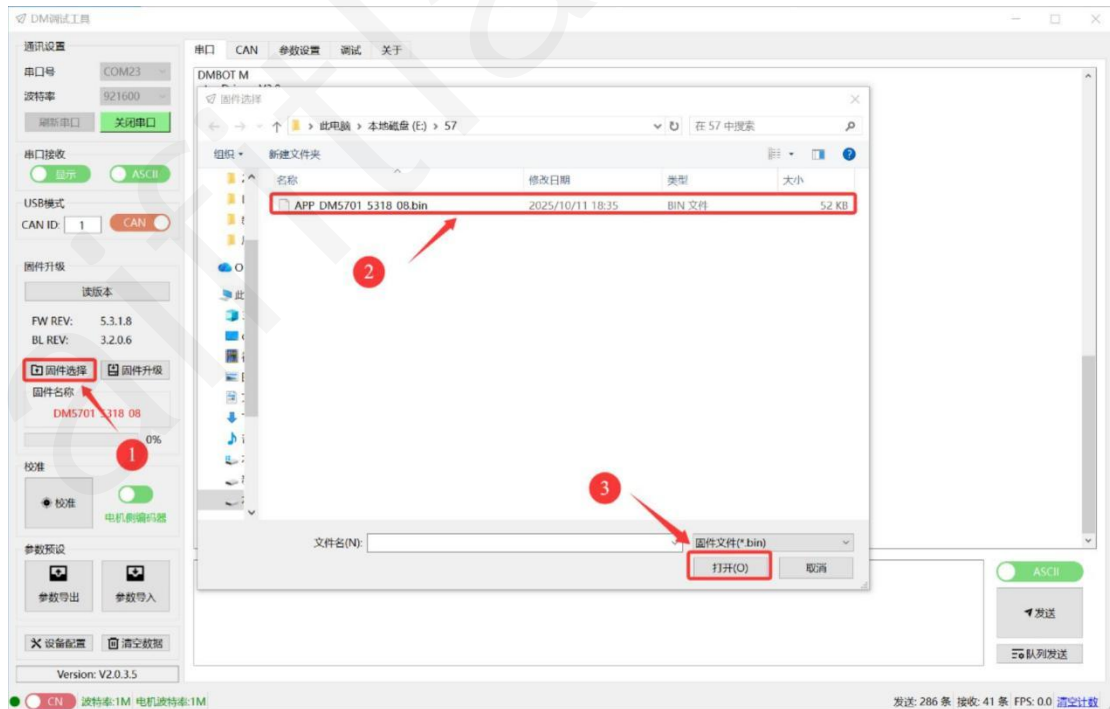 DM调试工具
通讯设置
串口号 COM23
波特率 921600
刷新串口 关闭串口
串口接收
显示 ASCII
USB模式
CAN ID: 1 CAN
固件升级
读版本
FW REV: 5.3.1.8
BL REV: 3.2.0.6
固件选择 固件升级
固件名称
DM5701 5318 08
0%
1
校准
校准
电机侧编码器
参数预设
参数导出 参数导入
设备配置 清空数据
Version: V2.0.3.5
CN 波特率:1M 电机波特率:1M
串口 CAN 参数设置 调试 关于
DMBOT M
固件选择
此电脑 > 本地磁盘 (E:) > 57
在 57 中搜索
组织 新建文件夹
名称 修改日期 类型 大小
APP_DM5701_5318_08.bin 2025/10/11 18:35 BIN 文件 52 KB
2
3
文件名(N): 固件文件(*.bin)
打开(O) 取消
ASCII
发送
队列发送
发送: 286 条 接收: 41 条 FPS: 0.0 清空计数